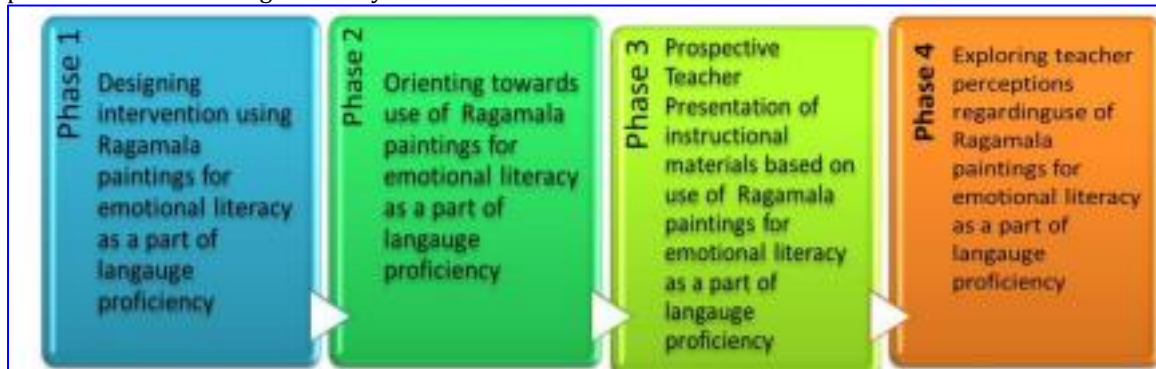 Phase 1
Designing
intervention using
Ragamala
paintings for
emotional literacy
as a part of
langauge
proficiency
Phase 2
Orienting towards
use of Ragamala
paintings for
emotional literacy
as a part of
langauge
proficiency
Phase 3
Prospective
Teacher
Presentation of
instructional
materials based on
use of Ragamala
paintings for
emotional literacy
as a part of
langauge
proficiency
Phase 4
Exploring teacher
perceptions
regardinguse of
Ragamala
paintings for
emotional literacy
as a part of
langauge
proficiency